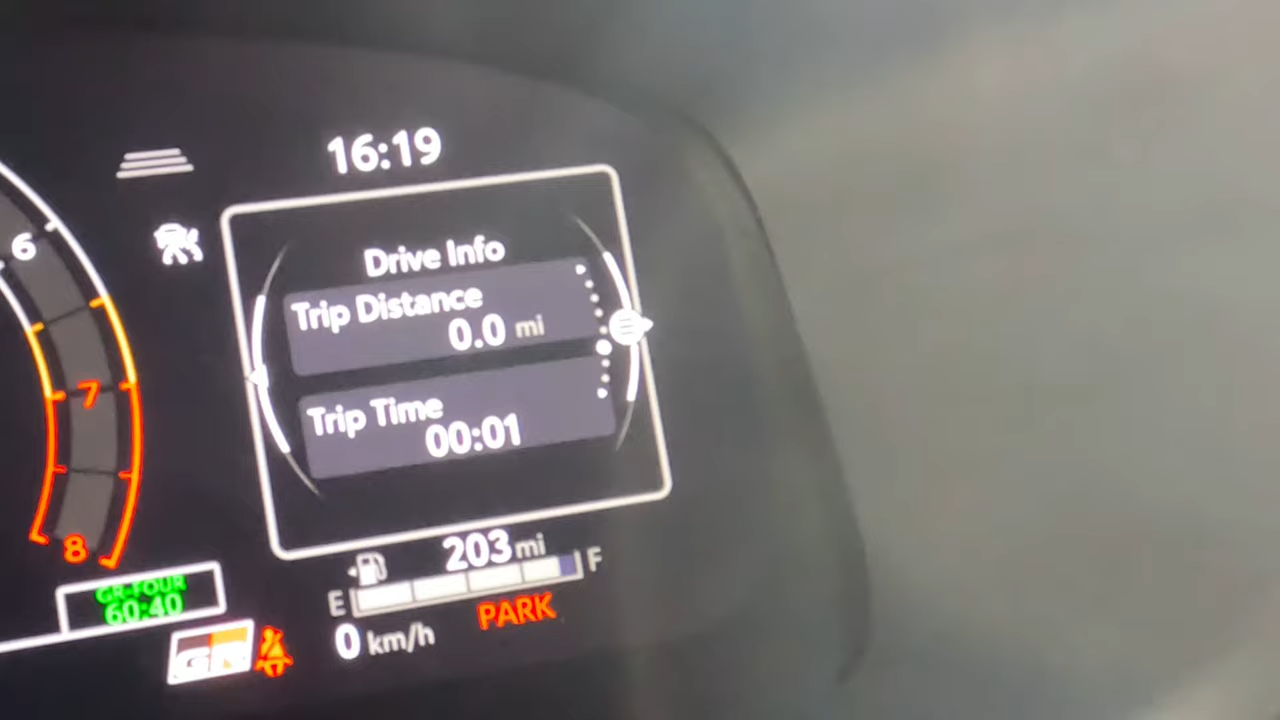 16:19
6
Drive Info
Trip Distance
0.0 mi
7
Trip Time
00:01
8
203 mi
E F
GR-FOUR
60:40
PARK
0 km/h
GR